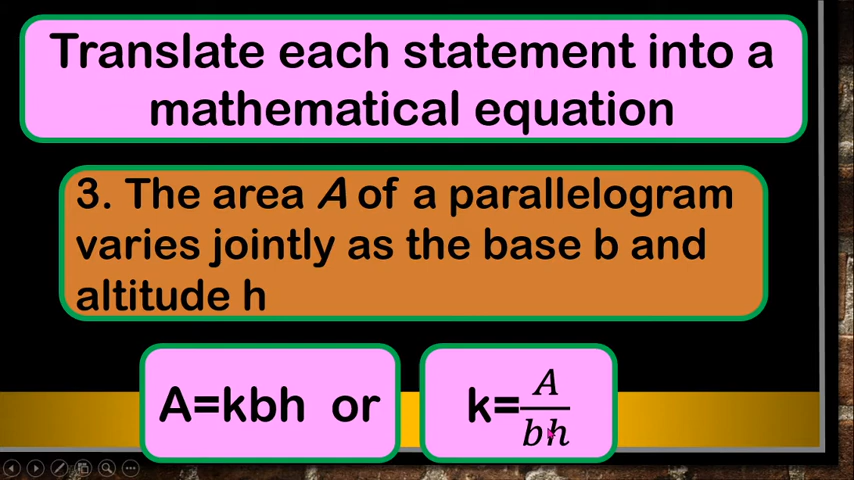 Translate each statement into a
mathematical equation
3. The area A of a parallelogram
varies jointly as the base b and
altitude h
A=kbh or
k=A/bh